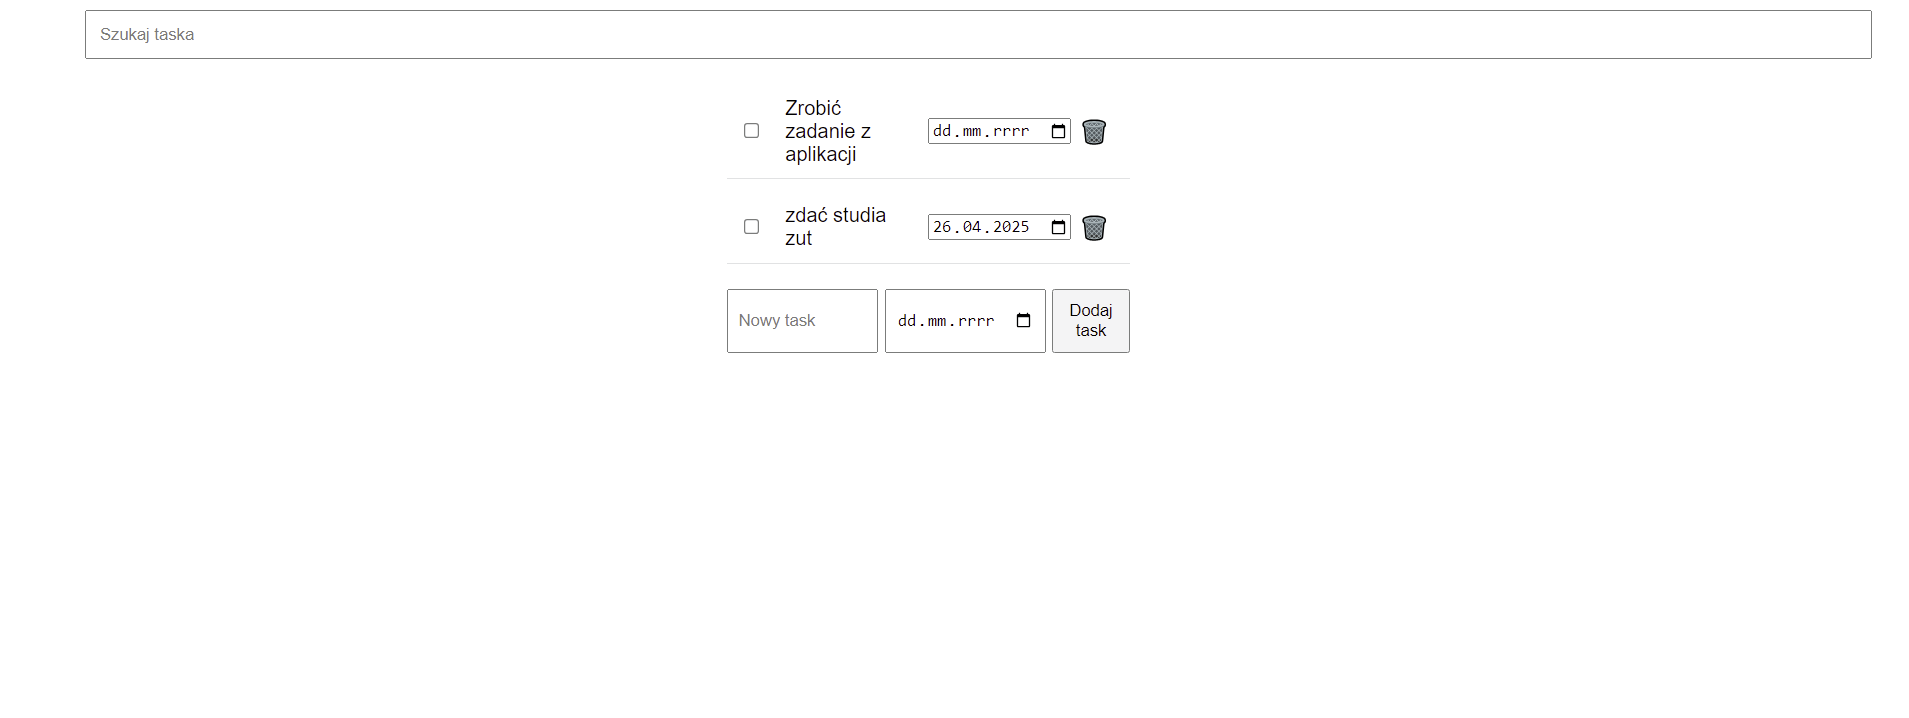 Szukaj taska
Zrobić
zadanie z
aplikacji
dd.mm.rrrr
zdać studia
zut
26.04.2025
Nowy task
dd.mm.rrrr
Dodaj
task